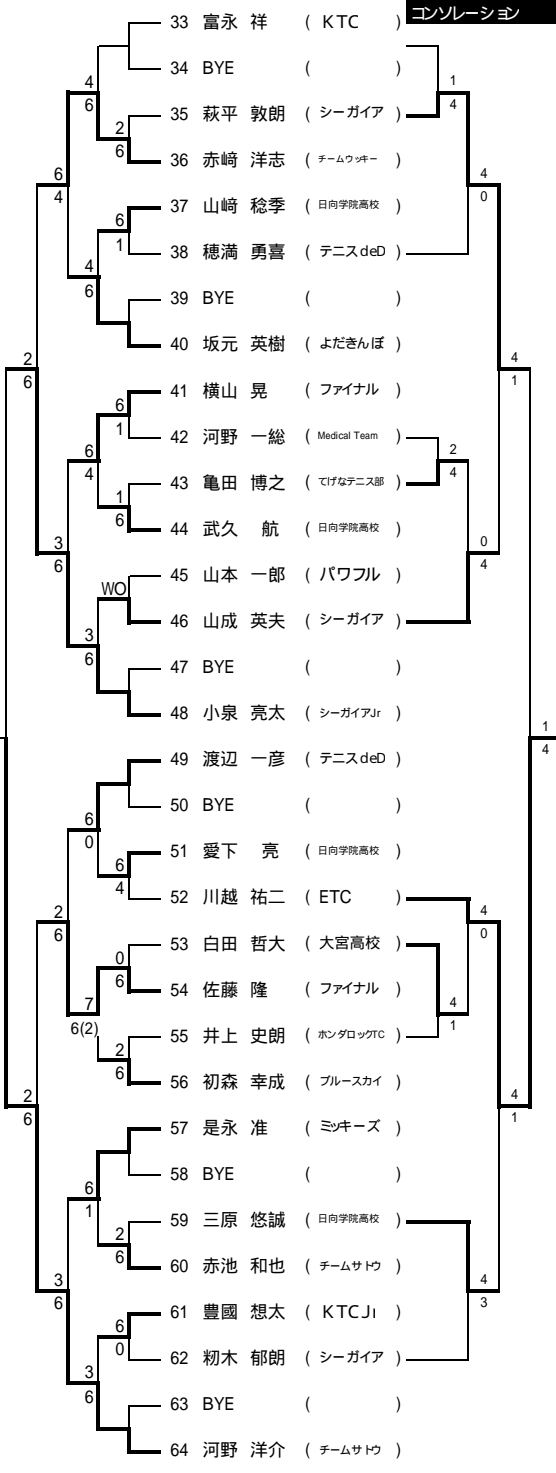 コンソレーション
33 富永 祥 ( KTC )
34 BYE ( )
35 萩平 敦朗 ( シーガイア )
36 赤﨑 洋志 ( チームウッキー )
37 山﨑 稔季 ( 日向学院高校 )
38 穂満 勇喜 ( テニスdeD )
39 BYE ( )
40 坂元 英樹 ( よだきんぼ )
41 横山 晃 ( ファイナル )
42 河野 一総 ( Medical Team )
43 亀田 博之 ( てげなテニス部 )
44 武久 航 ( 日向学院高校 )
45 山本 一郎 ( パワフル )
46 山成 英夫 ( シーガイア )
47 BYE ( )
48 小泉 亮太 ( シーガイアJr )
49 渡辺 一彦 ( テニスdeD )
50 BYE ( )
51 愛下 亮 ( 日向学院高校 )
52 川越 祐二 ( ETC )
53 白田 哲大 ( 大宮高校 )
54 佐藤 隆 ( ファイナル )
55 井上 史朗 ( ホンダロックTC )
56 初森 幸成 ( ブルースカイ )
57 是永 准 ( ミッキーズ )
58 BYE ( )
59 三原 悠誠 ( 日向学院高校 )
60 赤池 和也 ( チームサトウ )
61 豊國 想太 ( KTCJr )
62 籾木 郁朗 ( シーガイア )
63 BYE ( )
64 河野 洋介 ( チームサトウ )
4
6
2
6
6
4
6
1
4
6
2
6
6
1
6
4
1
6
3
6
WO
3
6
6
0
6
4
2
6
0
6
7
6(2)
2
6
2
6
6
1
2
6
3
6
6
0
3
6
1
4
4
0
4
1
2
4
0
4
1
4
4
0
4
1
4
1
4
3